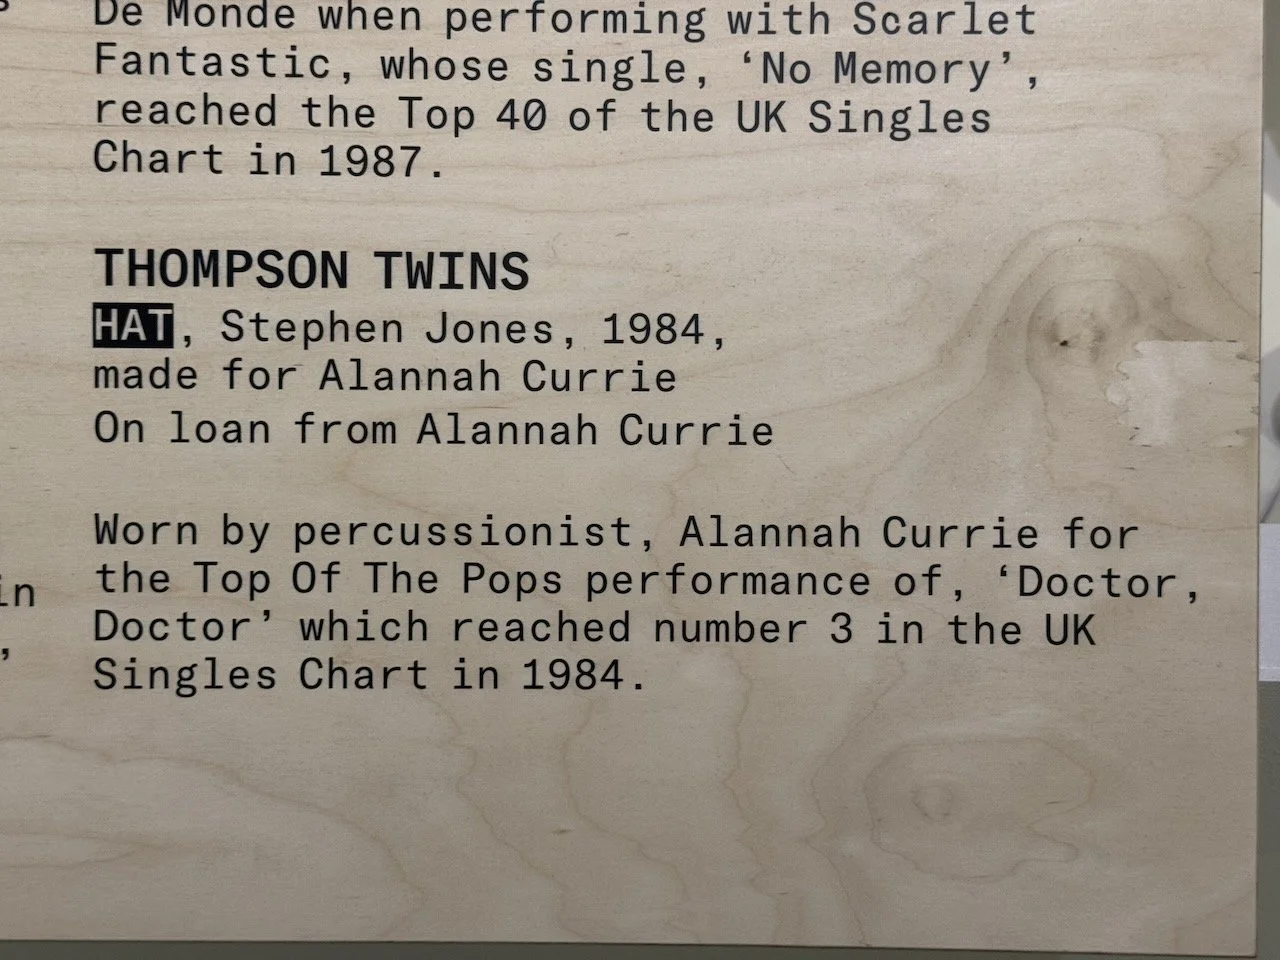 De Monde when performing with Scarlet
Fantastic, whose single, ‘No Memory’,
reached the Top 40 of the UK Singles
Chart in 1987.
THOMPSON TWINS
HAT, Stephen Jones, 1984,
made for Alannah Currie
On loan from Alannah Currie
Worn by percussionist, Alannah Currie for
the Top Of The Pops performance of, ‘Doctor,
Doctor’ which reached number 3 in the UK
Singles Chart in 1984.